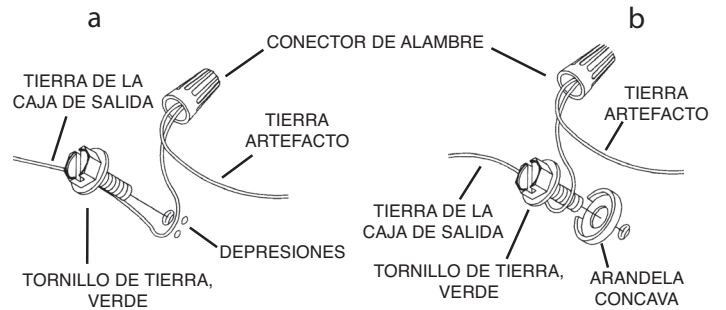 a
b
CONECTOR DE ALAMBRE
TIERRA DE LA
CAJA DE SALIDA
TIERRA
ARTEFACTO
TIERRA
ARTEFACTO
TIERRA DE LA
CAJA DE SALIDA
DEPRESIONES
TORNILLO DE TIERRA,
VERDE
TORNILLO DE TIERRA,
VERDE
ARANDELA
CONCAVA